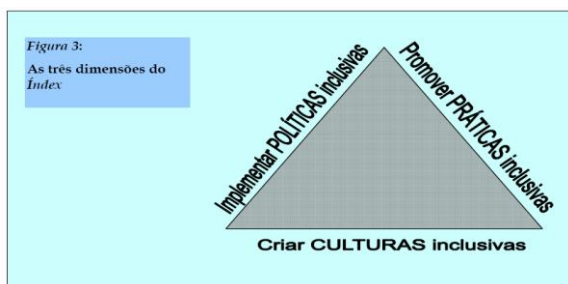 Figura 3:
As três dimensões do
Índex
Implementar POLÍTICAS inclusivas
Promover PRÁTICAS inclusivas
Criar CULTURAS inclusivas